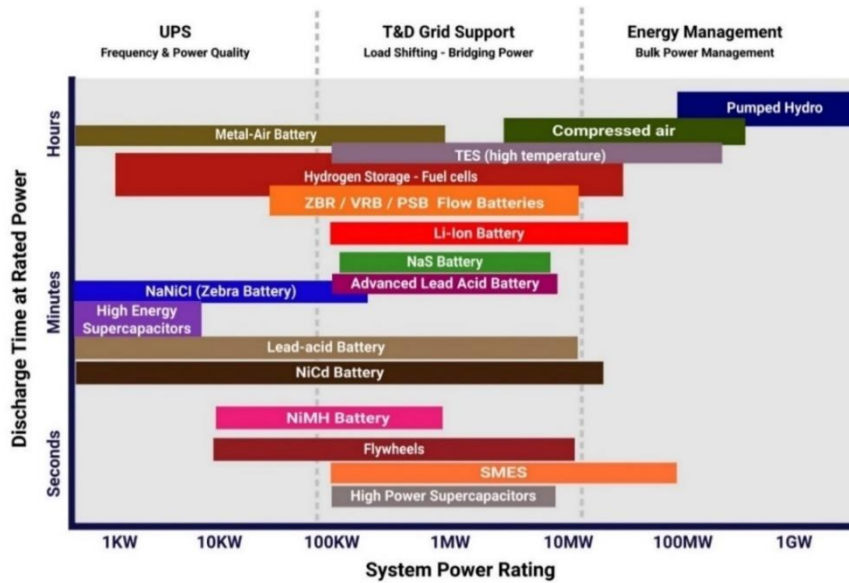 UPS
Frequency & Power Quality
T&D Grid Support
Load Shifting - Bridging Power
Energy Management
Bulk Power Management
Discharge Time at Rated Power
Hours
Minutes
Seconds
Pumped Hydro
Metal-Air Battery
Compressed air
TES (high temperature)
Hydrogen Storage - Fuel cells
ZBR / VRB / PSB Flow Batteries
Li-Ion Battery
NaS Battery
Advanced Lead Acid Battery
NaNiCl (Zebra Battery)
High Energy
Supercapacitors
Lead-acid Battery
NiCd Battery
NiMH Battery
Flywheels
SMES
High Power Supercapacitors
1KW 10KW 100KW 1MW 10MW 100MW 1GW
System Power Rating